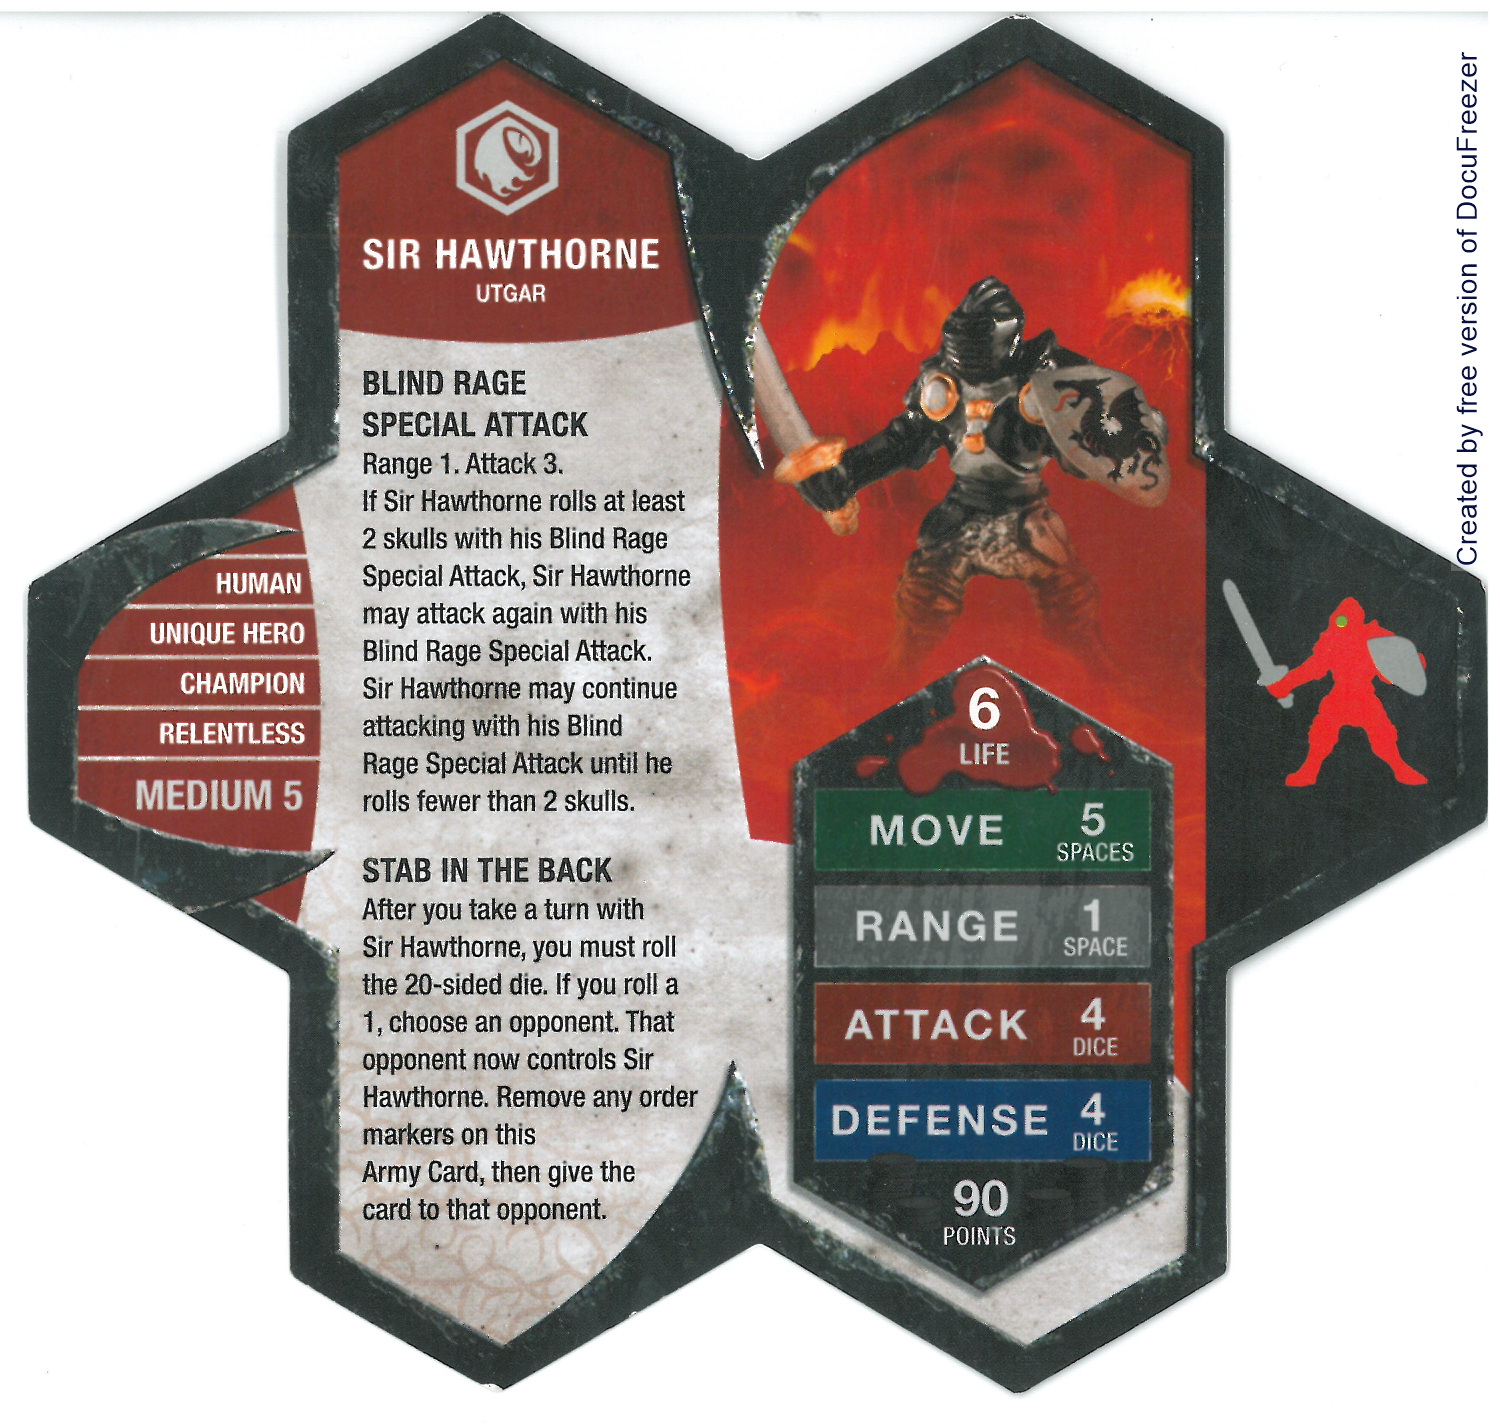 SIR HAWTHORNE
UTGAR
BLIND RAGE
SPECIAL ATTACK
Range 1. Attack 3.
If Sir Hawthorne rolls at least
2 skulls with his Blind Rage
Special Attack, Sir Hawthorne
may attack again with his
Blind Rage Special Attack.
Sir Hawthorne may continue
attacking with his Blind
Rage Special Attack until he
rolls fewer than 2 skulls.
STAB IN THE BACK
After you take a turn with
Sir Hawthorne, you must roll
the 20-sided die. If you roll a
1, choose an opponent. That
opponent now controls Sir
Hawthorne. Remove any order
markers on this
Army Card, then give the
card to that opponent.
HUMAN
UNIQUE HERO
CHAMPION
RELENTLESS
MEDIUM 5
6
LIFE
MOVE 5
SPACES
RANGE 1
SPACE
ATTACK 4
DICE
DEFENSE 4
DICE
90
POINTS
Created by free version of DocuFreezer